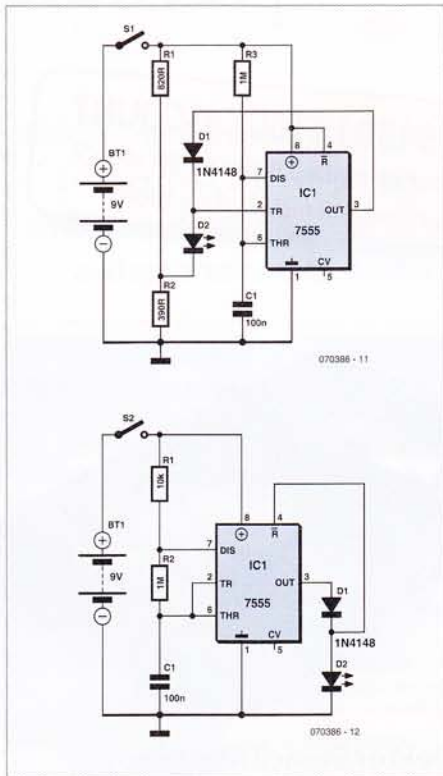 S1
R1
820R
R3
1M
D1
1N4148
BT1
9V
8
4
R
7
DIS
IC1
2
TR
OUT
3
D2
7555
6
THR
R2
390R
CV
1
5
C1
100n
070386 - 11
S2
R1
10k
BT1
9V
8
4
R
7
DIS
IC1
R2
1M
2
TR
OUT
3
D1
7555
6
THR
1N4148
CV
1
5
D2
C1
100n
070386 - 12